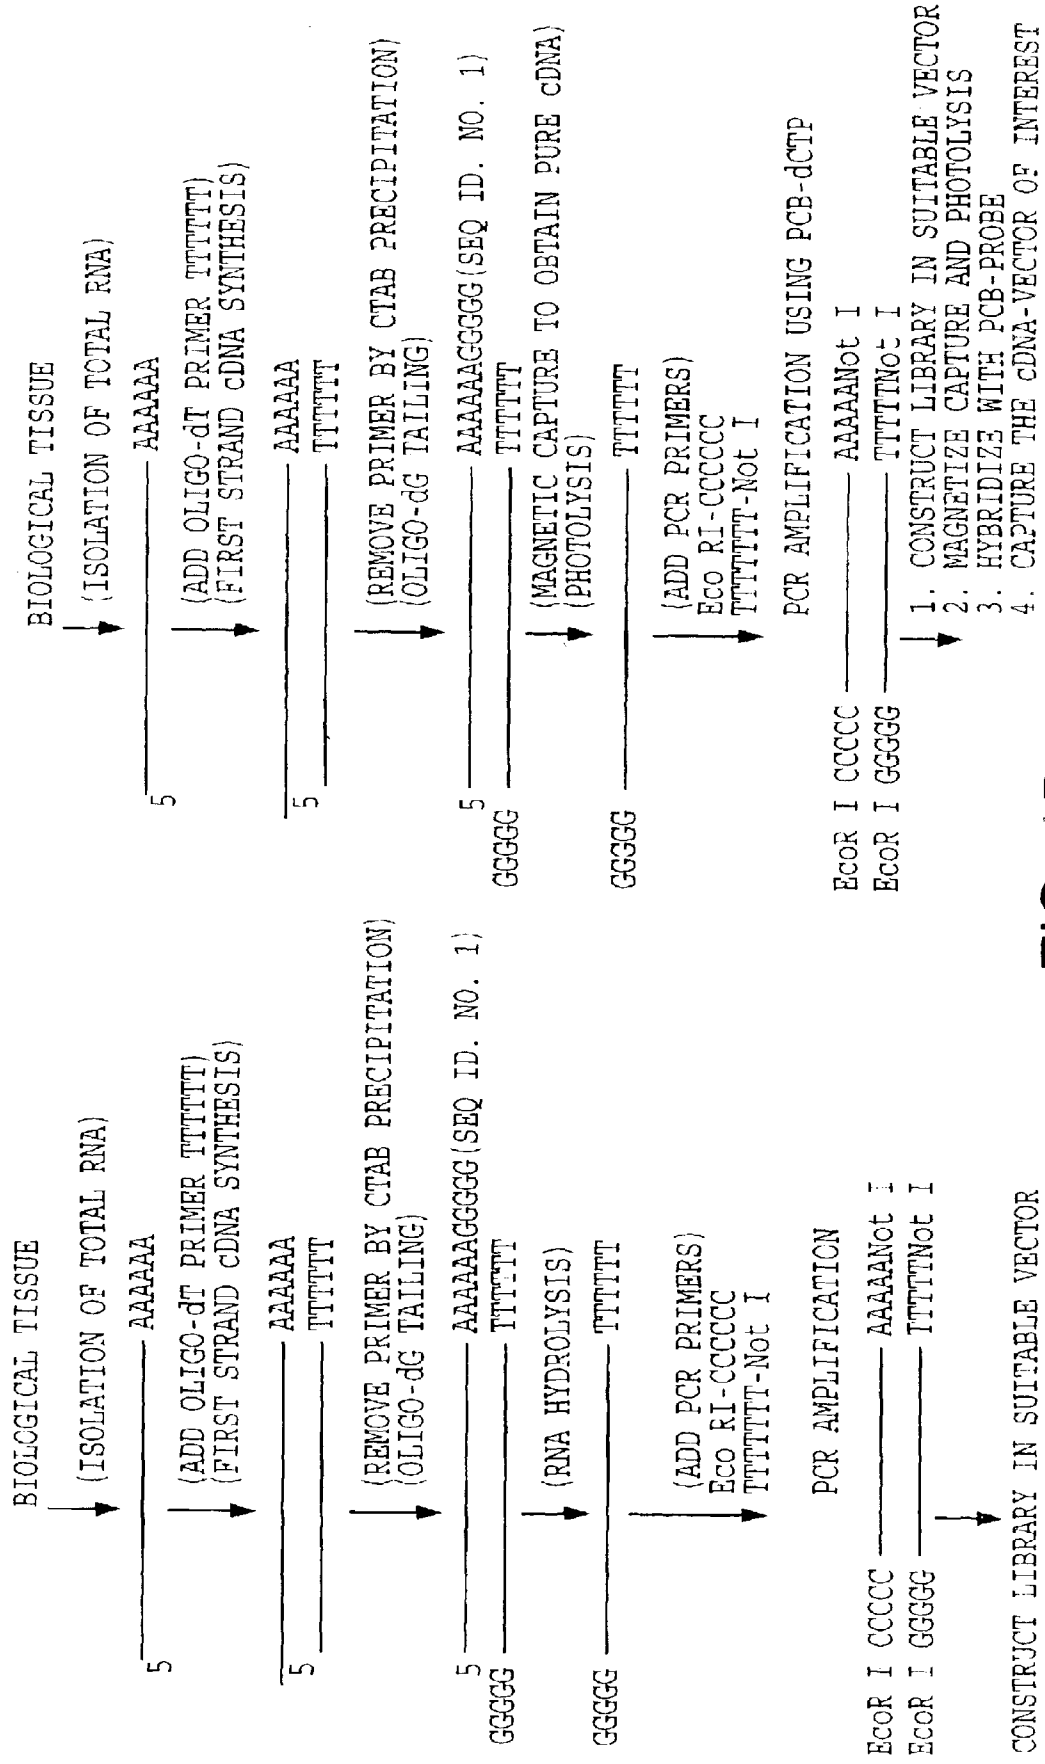 BIOLOGICAL TISSUE
(ISOLATION OF TOTAL RNA)
AAAAAA
5
(ADD OLIGO-dT PRIMER TTTTTT)
(FIRST STRAND cDNA SYNTHESIS)
AAAAAA
5 TTTTTT
(REMOVE PRIMER BY CTAB PRECIPITATION)
(OLIGO-dG TAILING)
5 AAAAAAGGGGG(SEQ ID. NO. 1)
GGGGG TTTTTT
(RNA HYDROLYSIS)
GGGGG TTTTTT
(ADD PCR PRIMERS)
Eco RI-CCCCCC
TTTTTTT-Not I
PCR AMPLIFICATION
EcoR I CCCCC AAAAANot I
EcoR I GGGGG TTTTTNot I
CONSTRUCT LIBRARY IN SUITABLE VECTOR
BIOLOGICAL TISSUE
(ISOLATION OF TOTAL RNA)
AAAAAA
5
(ADD OLIGO-dT PRIMER TTTTTT)
(FIRST STRAND cDNA SYNTHESIS)
AAAAAA
5 TTTTTT
(REMOVE PRIMER BY CTAB PRECIPITATION)
(OLIGO-dG TAILING)
5 AAAAAAGGGGG(SEQ ID. NO. 1)
GGGGG TTTTTT
(MAGNETIC CAPTURE TO OBTAIN PURE cDNA)
(PHOTOLYSIS)
GGGGG TTTTTT
(ADD PCR PRIMERS)
Eco RI-CCCCCC
TTTTTTT-Not I
PCR AMPLIFICATION USING PCB-dCTP
EcoR I CCCCC AAAAANot I
EcoR I GGGGG TTTTTNot I
1. CONSTRUCT LIBRARY IN SUITABLE VECTOR
2. MAGNETIZE CAPTURE AND PHOTOLYSIS
3. HYBRIDIZE WITH PCB-PROBE
4. CAPTURE THE cDNA-VECTOR OF INTEREST